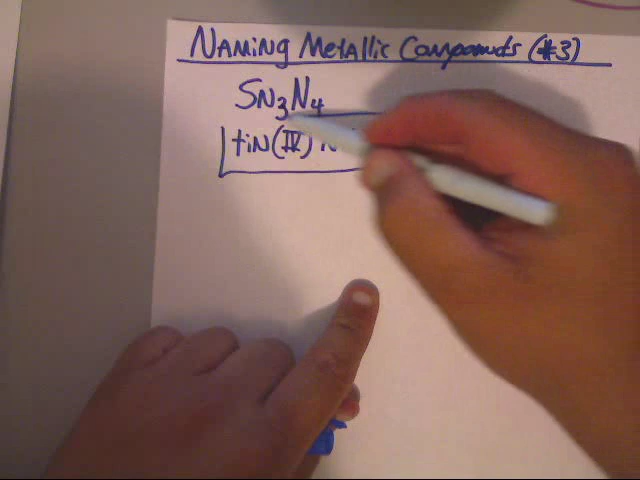 Naming Metallic Compounds (#3)
SN₃N₄
tin(IV) N